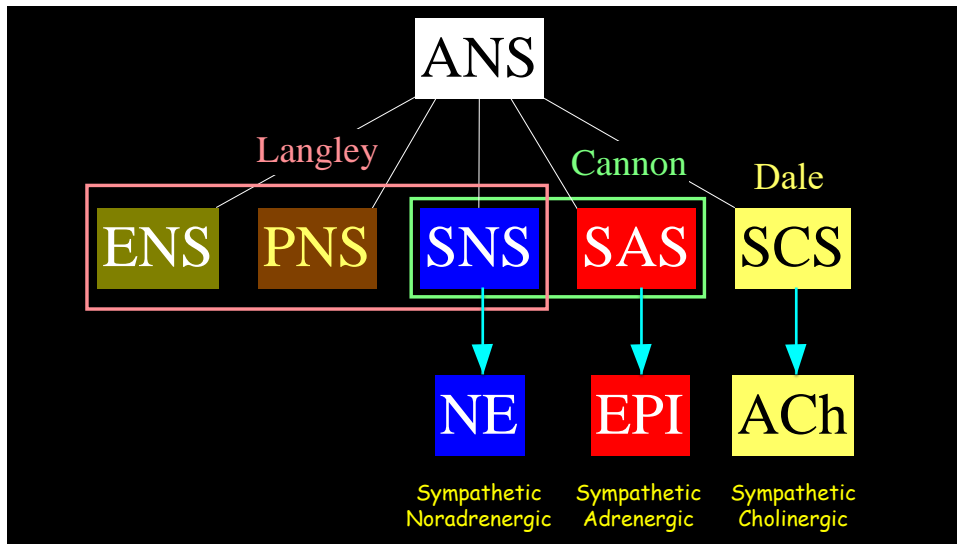 ANS
Langley
Cannon
Dale
ENS
PNS
SNS
SAS
SCS
NE
EPI
ACh
Sympathetic
Noradrenergic
Sympathetic
Adrenergic
Sympathetic
Cholinergic